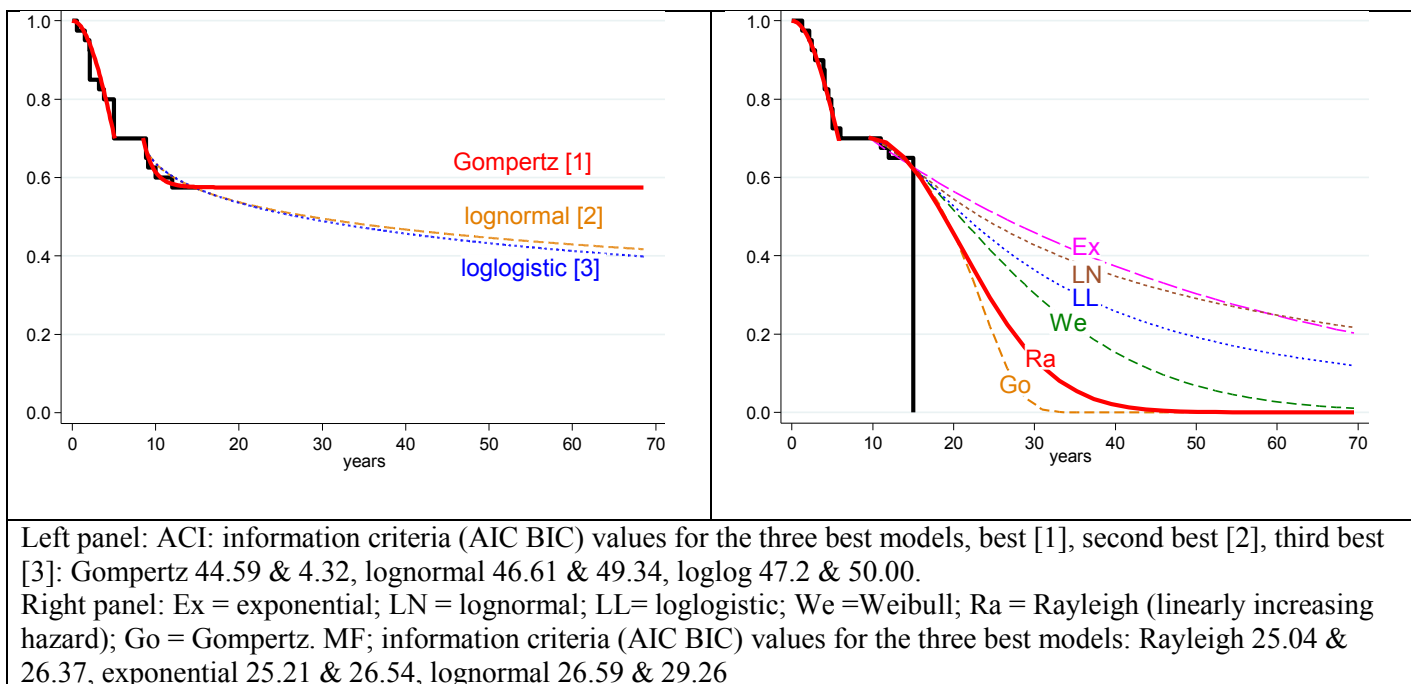 1.0
0.8
0.6
0.4
0.2
0.0
0 10 20 30 40 50 60 70
years
Gompertz [1]
lognormal [2]
loglogistic [3]
1.0
0.8
0.6
0.4
0.2
0.0
0 10 20 30 40 50 60 70
years
Ex
LN
LL
We
Ra
Go
Left panel: ACI: information criteria (AIC BIC) values for the three best models, best [1], second best [2], third best
[3]: Gompertz 44.59 & 4.32, lognormal 46.61 & 49.34, loglog 47.2 & 50.00.
Right panel: Ex = exponential; LN = lognormal; LL= loglogistic; We =Weibull; Ra = Rayleigh (linearly increasing
hazard); Go = Gompertz. MF; information criteria (AIC BIC) values for the three best models: Rayleigh 25.04 &
26.37, exponential 25.21 & 26.54, lognormal 26.59 & 29.26